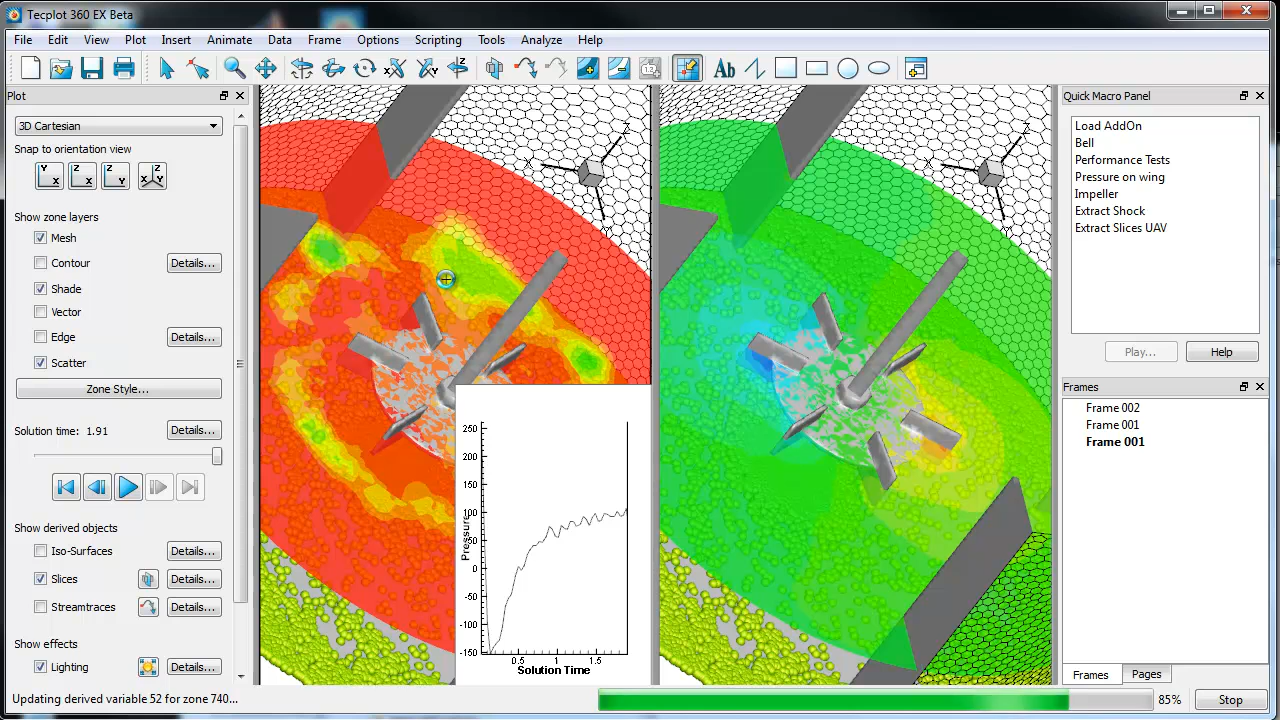 Tecplot 360 EX Beta
File Edit View Plot Insert Animate Data Frame Options Scripting Tools Analyze Help
Ab
Plot
3D Cartesian
Snap to orientation view
Y X Z X Z Y X Y Z
Show zone layers
Mesh
Contour Details...
Shade
Vector
Edge Details...
Scatter
Zone Style...
Solution time: 1.91 Details...
Show derived objects
Iso-Surfaces Details...
Slices Details...
Streamtraces Details...
Show effects
Lighting Details...
X Z
X Z
250
200
150
100
50
0
-50
-100
-150
Pressure
0.5 1 1.5
Solution Time
Quick Macro Panel
Load AddOn
Bell
Performance Tests
Pressure on wing
Impeller
Extract Shock
Extract Slices UAV
Play... Help
Frames
Frame 002
Frame 001
Frame 001
Frames Pages
Updating derived variable 52 for zone 740... 85% Stop